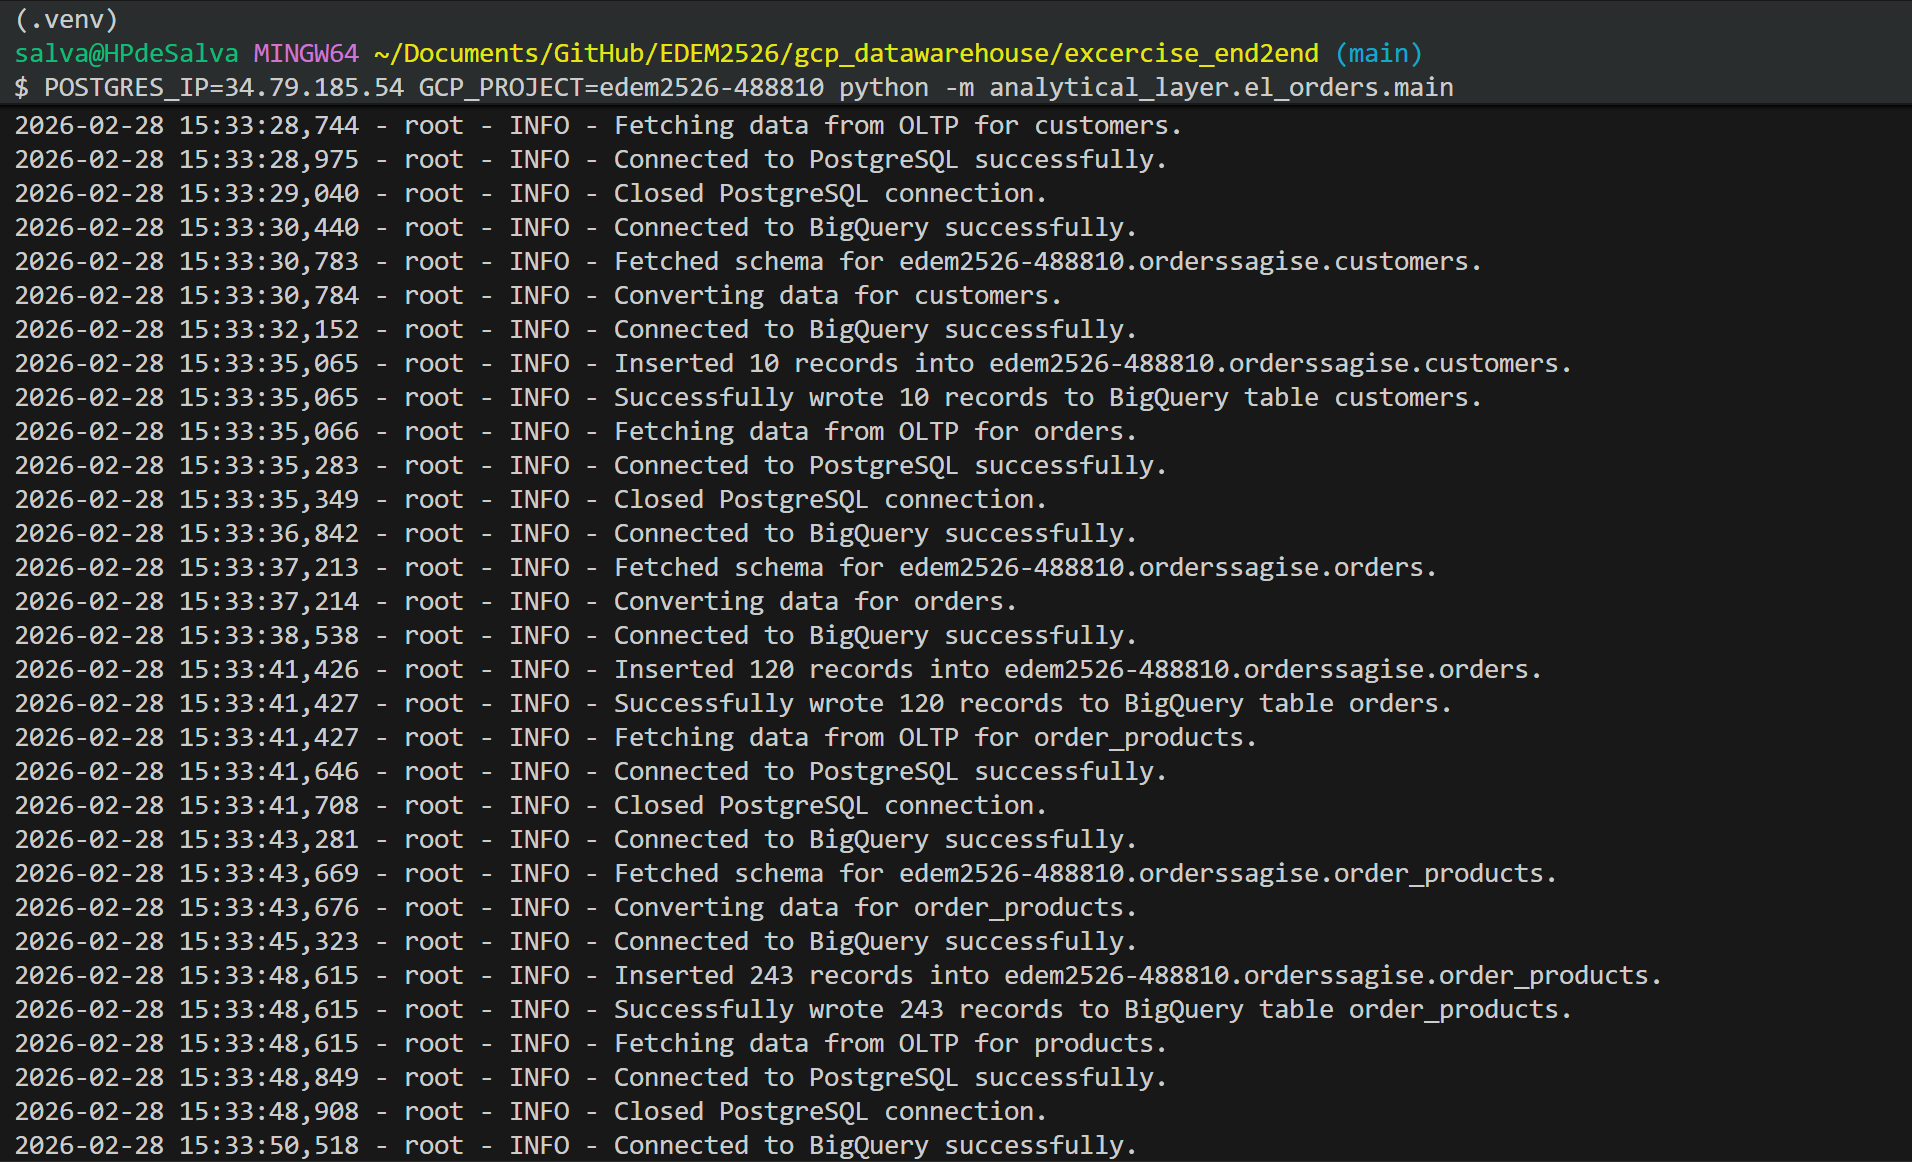 (.venv)
salva@HPdeSalva MINGW64 ~/Documents/GitHub/EDEM2526/gcp_datawarehouse/excercise_end2end (main)
$ POSTGRES_IP=34.79.185.54 GCP_PROJECT=edem2526-488810 python -m analytical_layer.el_orders.main
2026-02-28 15:33:28,744 - root - INFO - Fetching data from OLTP for customers.
2026-02-28 15:33:28,975 - root - INFO - Connected to PostgreSQL successfully.
2026-02-28 15:33:29,040 - root - INFO - Closed PostgreSQL connection.
2026-02-28 15:33:30,440 - root - INFO - Connected to BigQuery successfully.
2026-02-28 15:33:30,783 - root - INFO - Fetched schema for edem2526-488810.orderssagise.customers.
2026-02-28 15:33:30,784 - root - INFO - Converting data for customers.
2026-02-28 15:33:32,152 - root - INFO - Connected to BigQuery successfully.
2026-02-28 15:33:35,065 - root - INFO - Inserted 10 records into edem2526-488810.orderssagise.customers.
2026-02-28 15:33:35,065 - root - INFO - Successfully wrote 10 records to BigQuery table customers.
2026-02-28 15:33:35,066 - root - INFO - Fetching data from OLTP for orders.
2026-02-28 15:33:35,283 - root - INFO - Connected to PostgreSQL successfully.
2026-02-28 15:33:35,349 - root - INFO - Closed PostgreSQL connection.
2026-02-28 15:33:36,842 - root - INFO - Connected to BigQuery successfully.
2026-02-28 15:33:37,213 - root - INFO - Fetched schema for edem2526-488810.orderssagise.orders.
2026-02-28 15:33:37,214 - root - INFO - Converting data for orders.
2026-02-28 15:33:38,538 - root - INFO - Connected to BigQuery successfully.
2026-02-28 15:33:41,426 - root - INFO - Inserted 120 records into edem2526-488810.orderssagise.orders.
2026-02-28 15:33:41,427 - root - INFO - Successfully wrote 120 records to BigQuery table orders.
2026-02-28 15:33:41,427 - root - INFO - Fetching data from OLTP for order_products.
2026-02-28 15:33:41,646 - root - INFO - Connected to PostgreSQL successfully.
2026-02-28 15:33:41,708 - root - INFO - Closed PostgreSQL connection.
2026-02-28 15:33:43,281 - root - INFO - Connected to BigQuery successfully.
2026-02-28 15:33:43,669 - root - INFO - Fetched schema for edem2526-488810.orderssagise.order_products.
2026-02-28 15:33:43,676 - root - INFO - Converting data for order_products.
2026-02-28 15:33:45,323 - root - INFO - Connected to BigQuery successfully.
2026-02-28 15:33:48,615 - root - INFO - Inserted 243 records into edem2526-488810.orderssagise.order_products.
2026-02-28 15:33:48,615 - root - INFO - Successfully wrote 243 records to BigQuery table order_products.
2026-02-28 15:33:48,615 - root - INFO - Fetching data from OLTP for products.
2026-02-28 15:33:48,849 - root - INFO - Connected to PostgreSQL successfully.
2026-02-28 15:33:48,908 - root - INFO - Closed PostgreSQL connection.
2026-02-28 15:33:50,518 - root - INFO - Connected to BigQuery successfully.